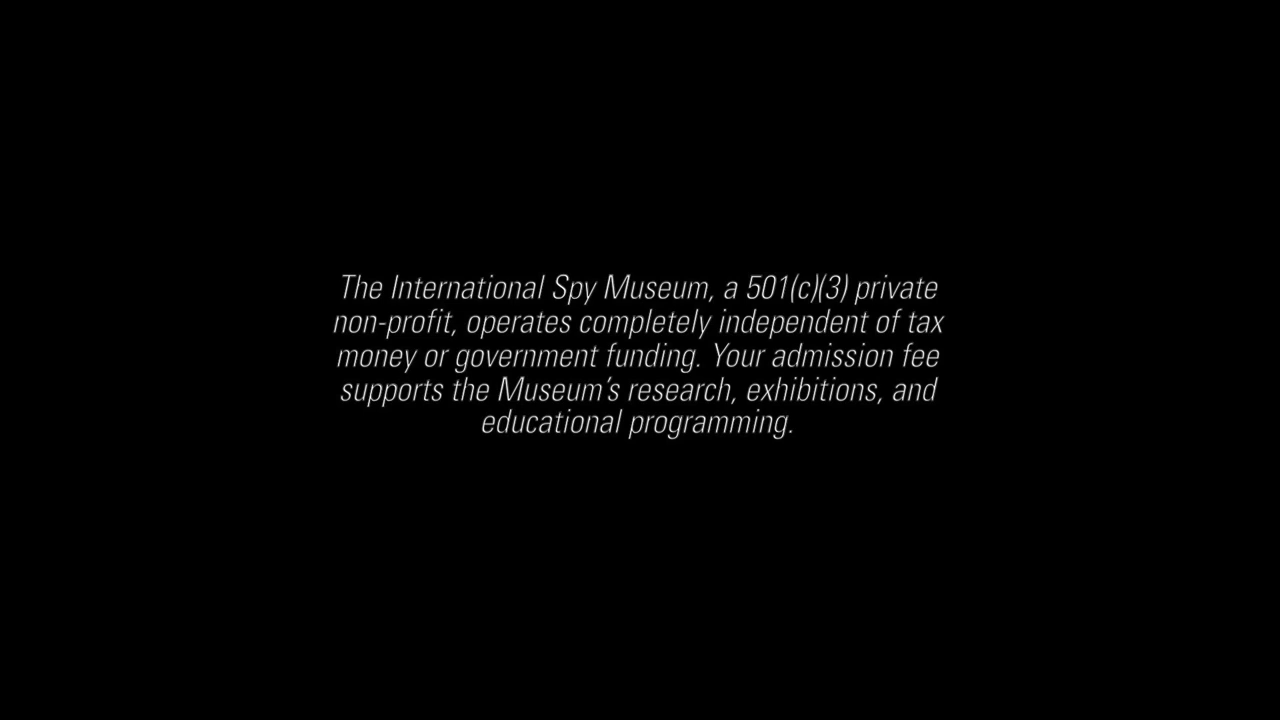 The International Spy Museum, a 501(c)(3) private
non-profit, operates completely independent of tax
money or government funding. Your admission fee
supports the Museum's research, exhibitions, and
educational programming.